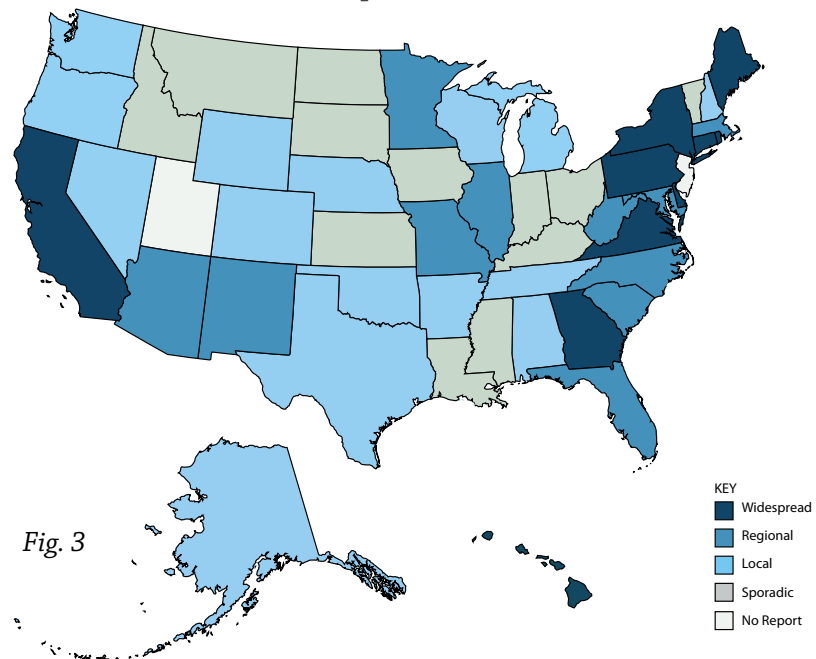 Fig. 3
KEY
Widespread
Regional
Local
Sporadic
No Report